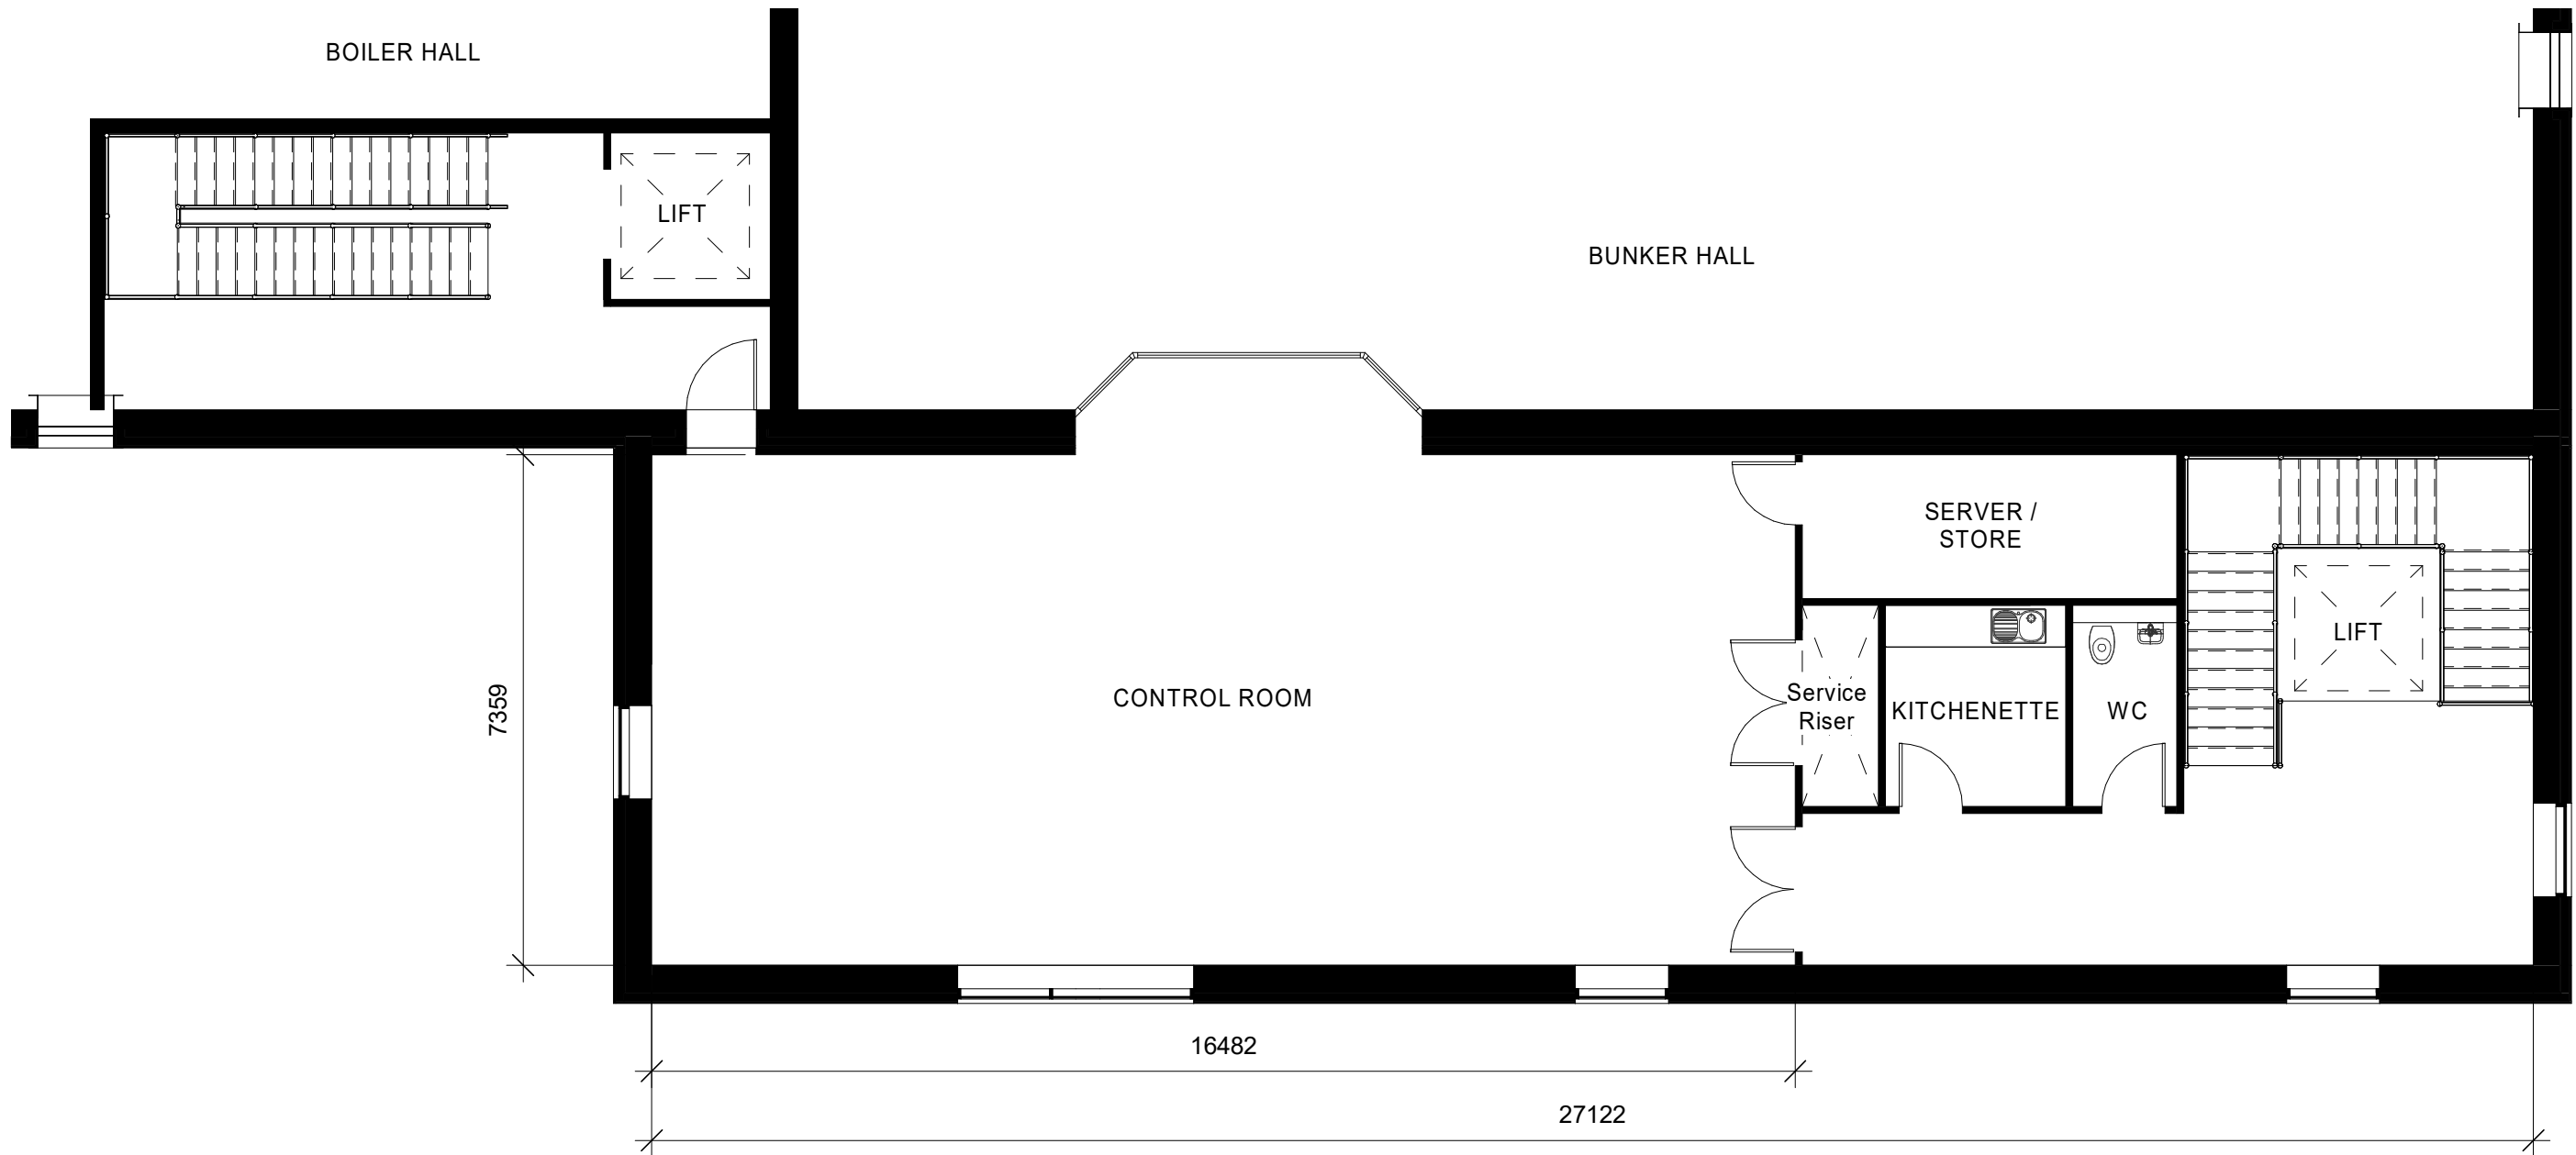 BOILER HALL
LIFT
BUNKER HALL
SERVER /
STORE
LIFT
7359
CONTROL ROOM
Service
Riser
KITCHENETTE
WC
16482
27122